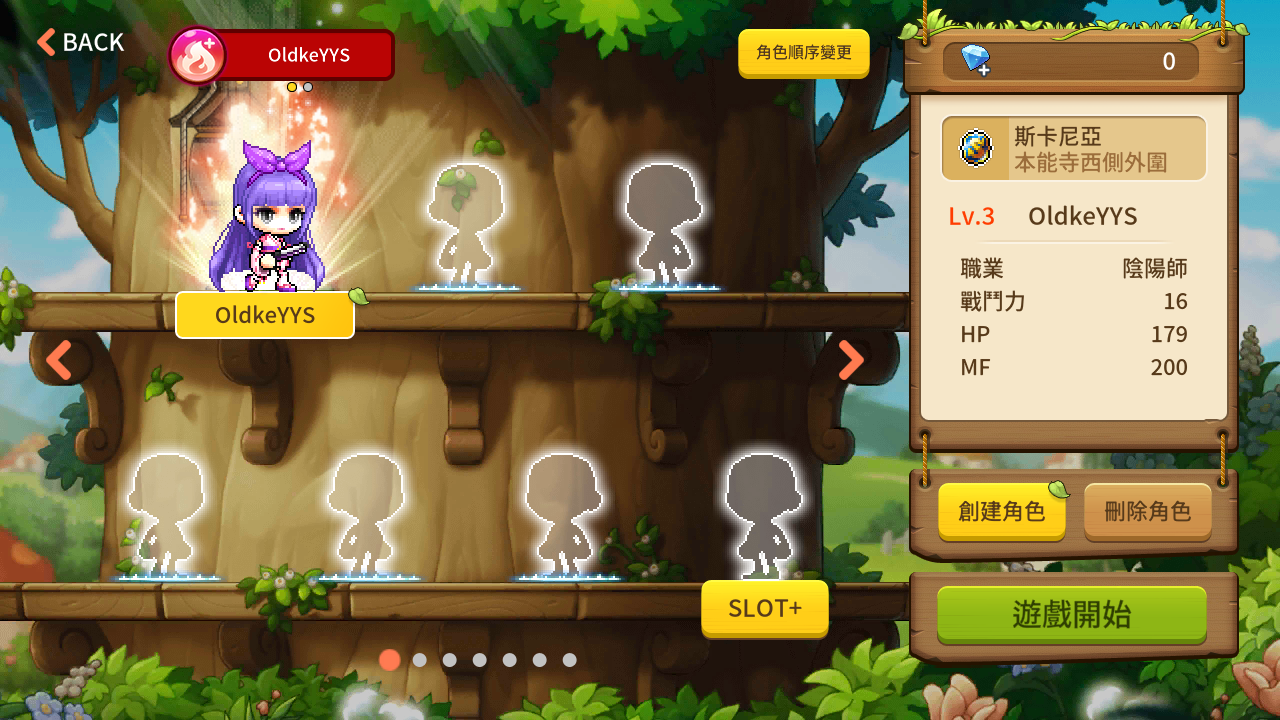 BACK
OldkeYYS
角色順序變更
0
斯卡尼亞
本能寺西側外圍
Lv.3 OldkeYYS
職業 陰陽師
戰鬥力 16
HP 179
MF 200
OldkeYYS
創建角色 刪除角色
SLOT+
遊戲開始